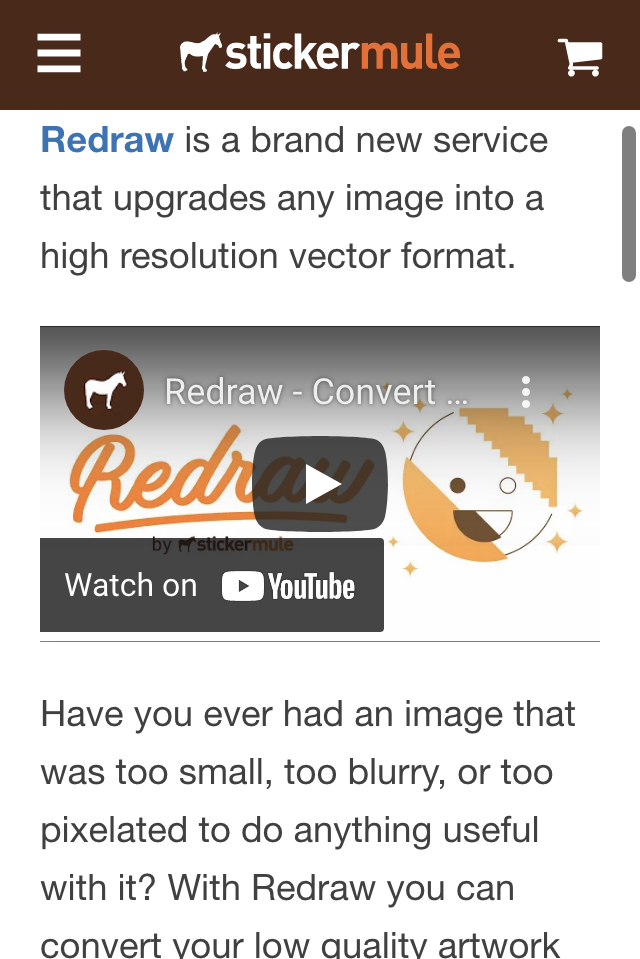 stickermule
Redraw is a brand new service
that upgrades any image into a
high resolution vector format.
Redraw - Convert ...
Redraw
by stickermule
Watch on YouTube
Have you ever had an image that
was too small, too blurry, or too
pixelated to do anything useful
with it? With Redraw you can
convert your low quality artwork